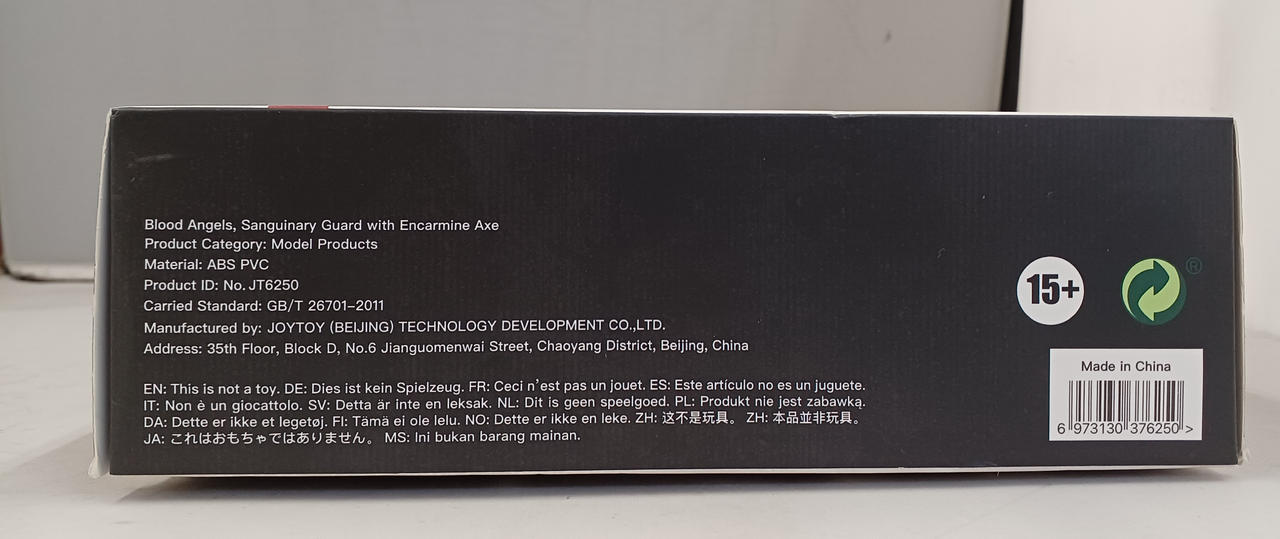 Blood Angels, Sanguinary Guard with Encarmine Axe
Product Category: Model Products
Material: ABS PVC
Product ID: No. JT6250
Carried Standard: GB/T 26701-2011
Manufactured by: JOYTOY (BEIJING) TECHNOLOGY DEVELOPMENT CO.,LTD.
Address: 35th Floor, Block D, No.6 Jianguomenwai Street, Chaoyang District, Beijing, China
EN: This is not a toy. DE: Dies ist kein Spielzeug. FR: Ceci n'est pas un jouet. ES: Este artículo no es un juguete.
IT: Non è un giocattolo. SV: Detta är inte en leksak. NL: Dit is geen speelgoed. PL: Produkt nie jest zabawką.
DA: Dette er ikke et legetøj. FI: Tämä ei ole lelu. NO: Dette er ikke en leke. ZH: 这不是玩具。 ZH: 本品並非玩具。
JA: これはおもちゃではありません。 MS: Ini bukan barang mainan.
15+
®
Made in China
6 973130 376250 >